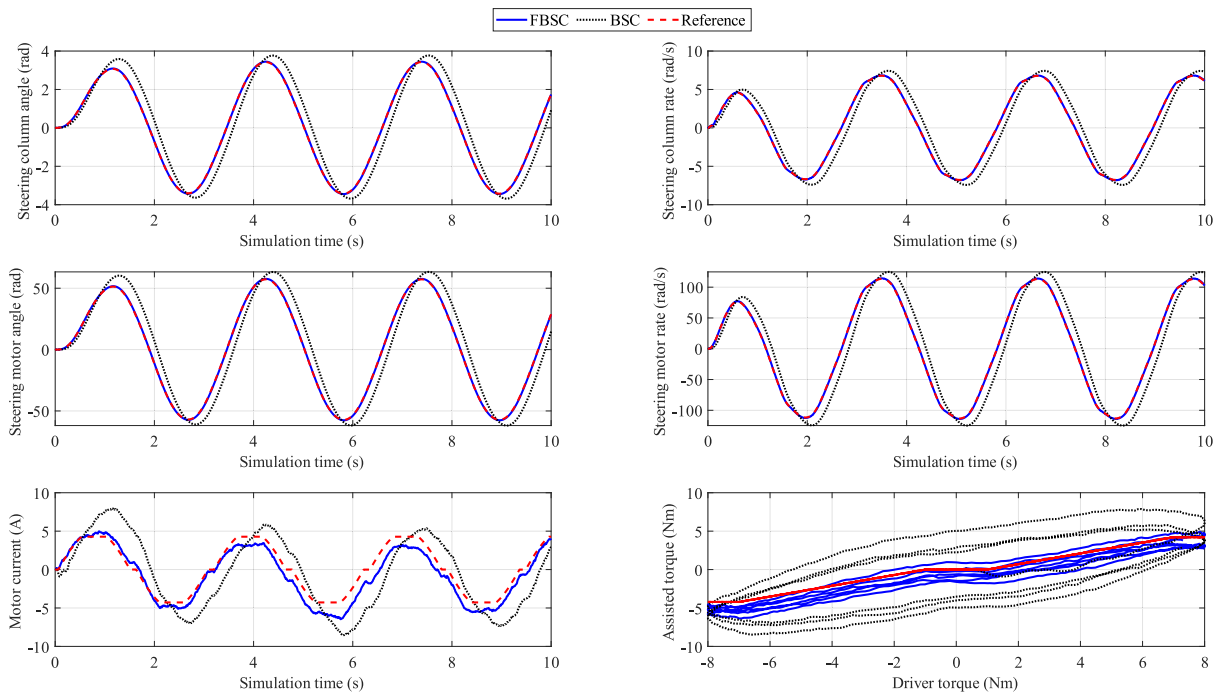 FBSC BSC Reference
Steering column angle (rad)
4
2
0
-2
-4
0 2 4 6 8 10
Simulation time (s)
Steering column rate (rad/s)
10
5
0
-5
-10
0 2 4 6 8 10
Simulation time (s)
Steering motor angle (rad)
50
0
-50
0 2 4 6 8 10
Simulation time (s)
Steering motor rate (rad/s)
100
50
0
-50
-100
0 2 4 6 8 10
Simulation time (s)
Motor current (A)
10
5
0
-5
-10
0 2 4 6 8 10
Simulation time (s)
Assisted torque (Nm)
10
5
0
-5
-10
-8 -6 -4 -2 0 2 4 6 8
Driver torque (Nm)